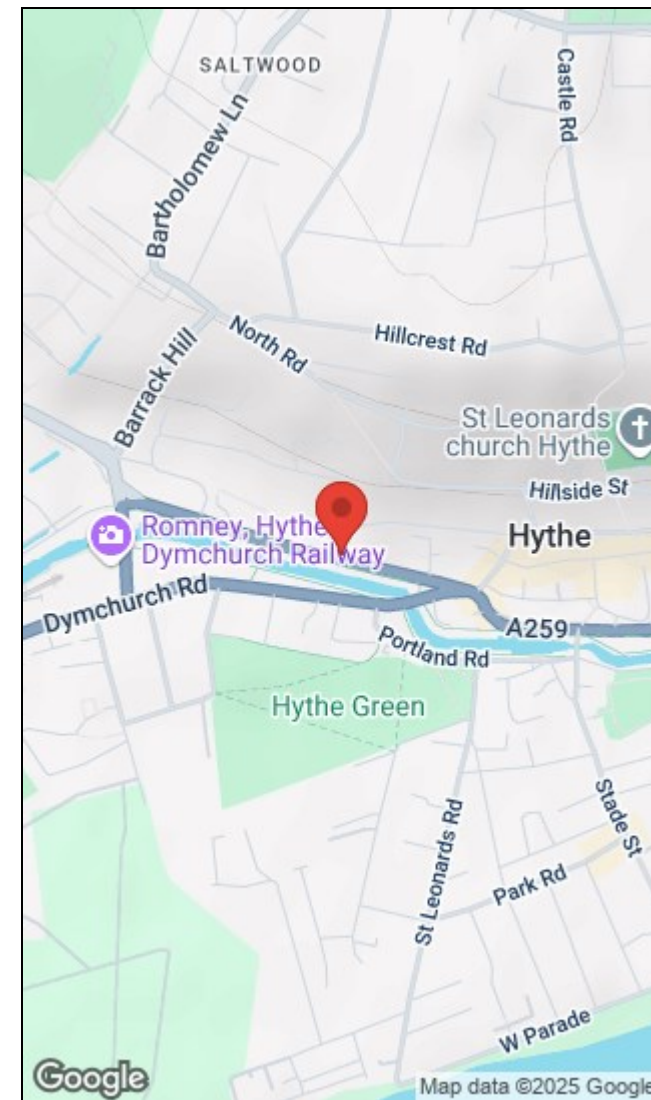 SALTWOOD
Castle Rd
Bartholomew Ln
North Rd
Hillcrest Rd
Barrack Hill
St Leonards
church Hythe
Hillside St
Romney, Hythe
Dymchurch Railway
Hythe
Dymchurch Rd
A259
Portland Rd
Hythe Green
Stade St
St Leonards Rd
Park Rd
W Parade
Google
Map data ©2025 Google